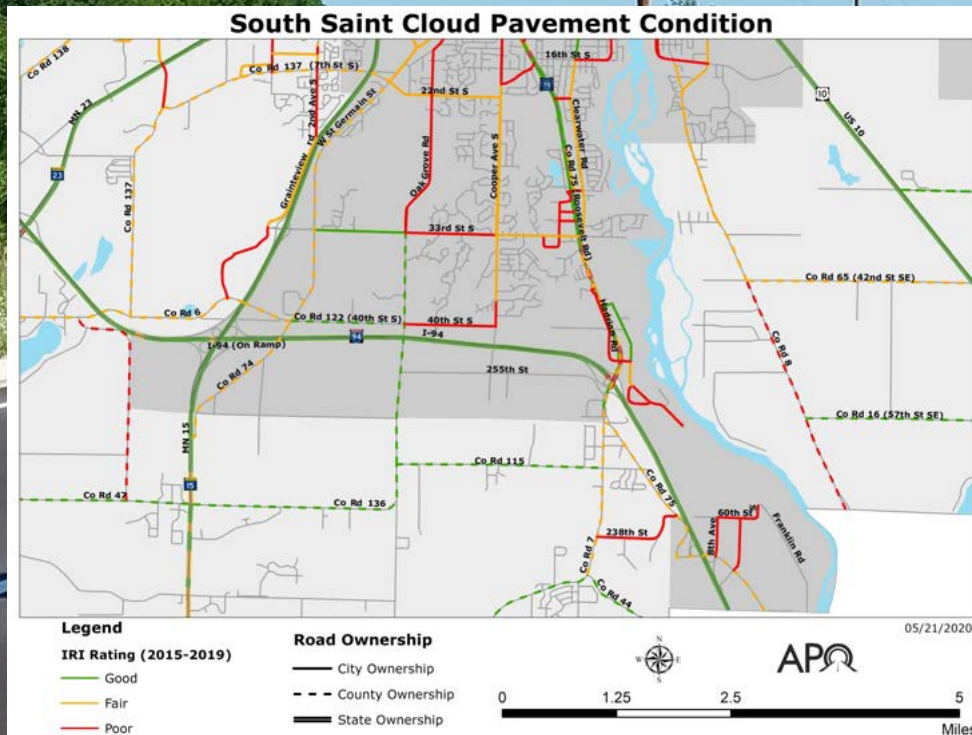 South Saint Cloud Pavement Condition
Co Rd 138
MN 23
23
Co Rd 137
Co Rd 137 (7th St S)
2nd Ave S
Graniteview rd
W St Germain St
22nd St S
Oak Grove Rd
Cooper Ave S
16th St S
75
Clearwater Rd
Co Rd 75 (Roosevelt Rd)
10
US 10
33rd St S
Co Rd 65 (42nd St SE)
Co Rd 6
Co Rd 122 (40th St S)
40th St S
Co Rd 8
I-94 (On Ramp)
94
I-94
Co Rd 74
255th St
Co Rd 16 (57th St SE)
MN 15
15
Co Rd 115
Co Rd 47
Co Rd 136
Co Rd 75
60th St S
8th Ave
Franklin Rd
238th St
Co Rd 7
Co Rd 44
Legend
IRI Rating (2015-2019)
Good
Fair
Poor
Road Ownership
City Ownership
County Ownership
State Ownership
N
W E
S
APO
05/21/2020
0 1.25 2.5 5
Miles